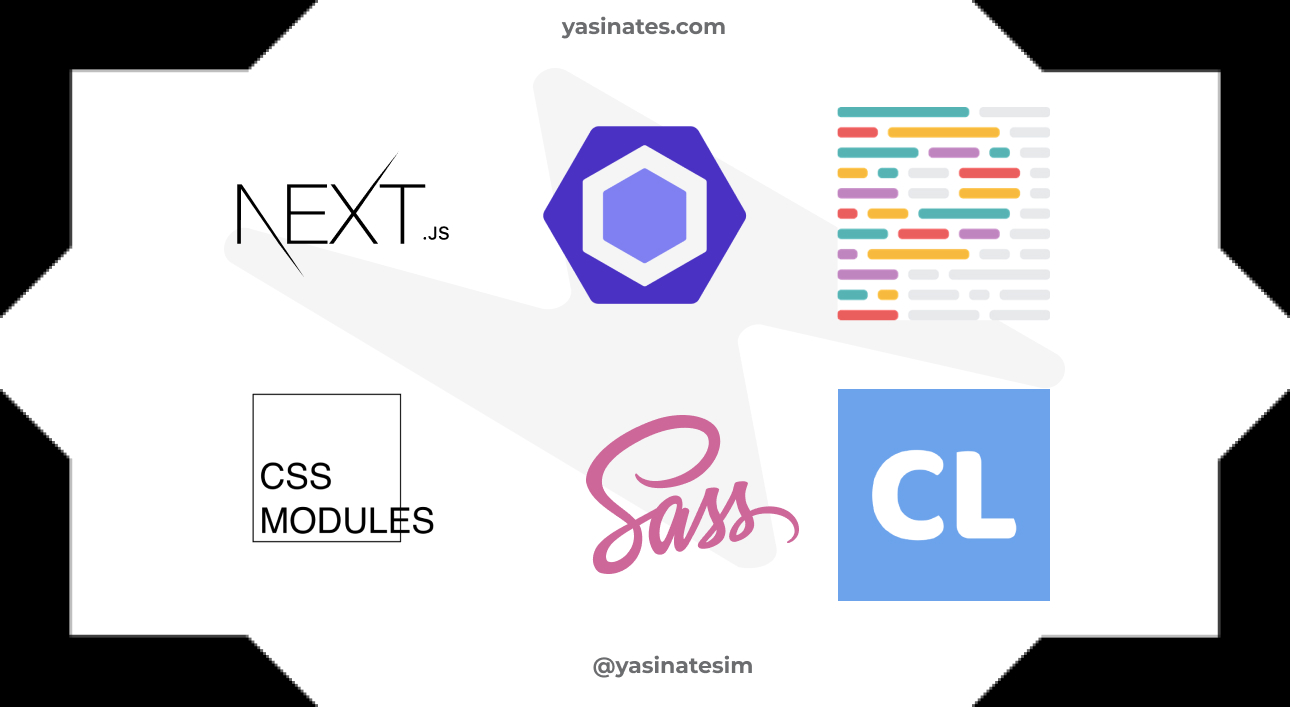 yasinates.com
NEXT
.JS
CSS
MODULES
Sass
CL
@yasinatesim